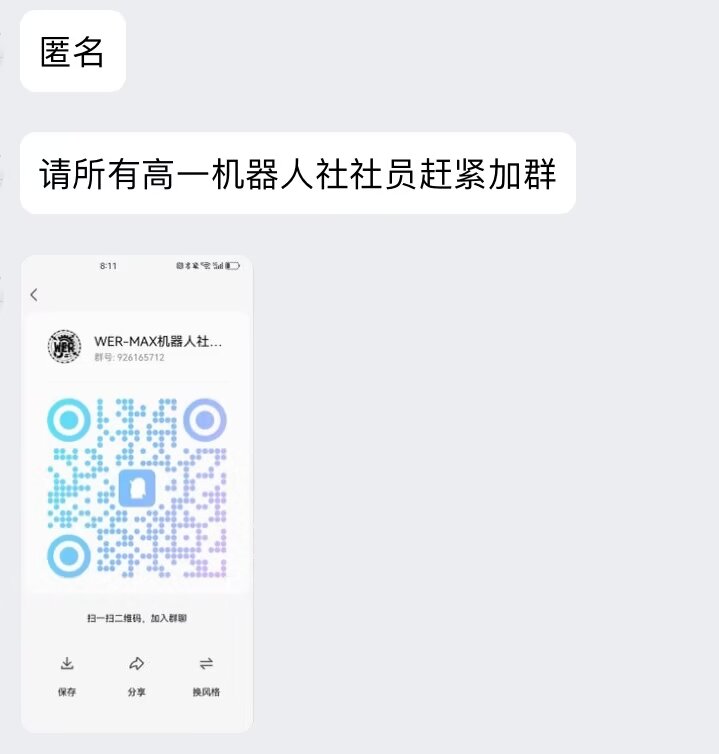 匿名
请所有高一机器人社社员赶紧加群
8:11
WER
WER-MAX机器人社...
群号: 926165712
扫一扫二维码，加入群聊
保存 分享 换风格